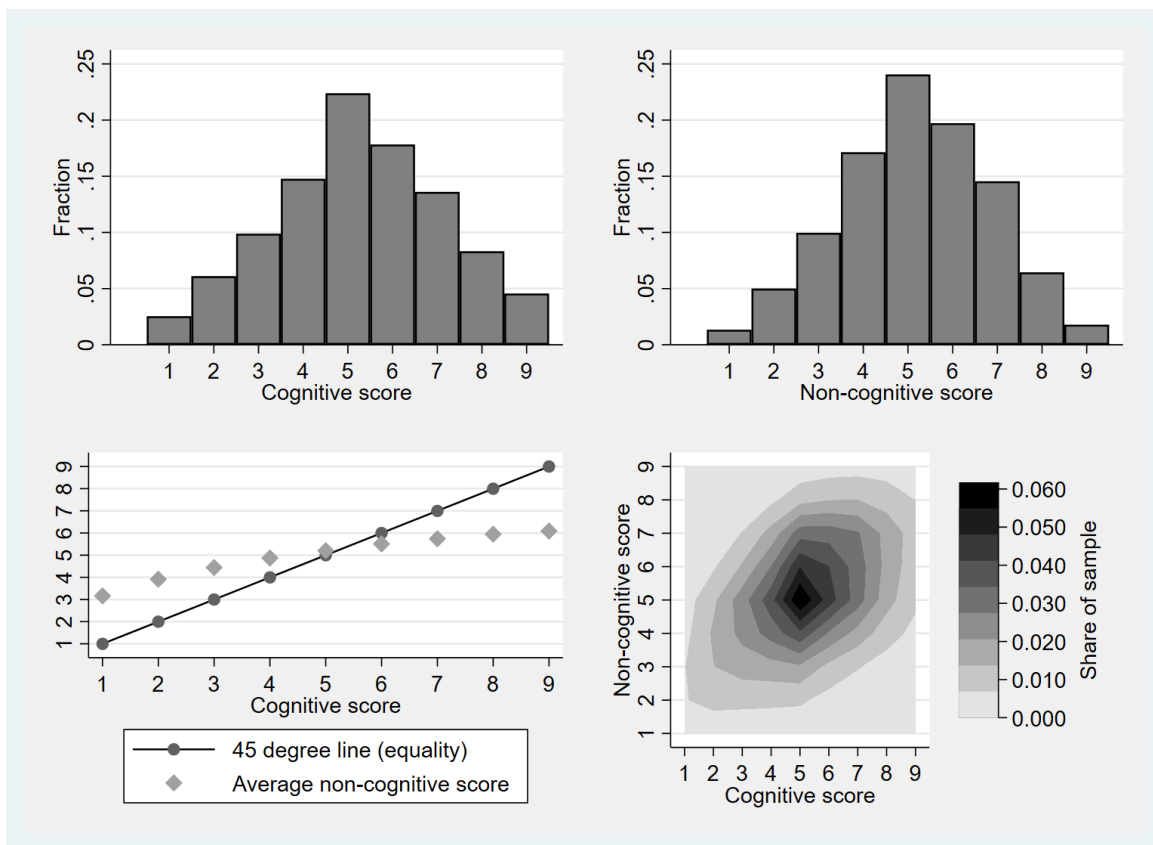 Fraction
.25
.2
.15
.1
.05
0
1 2 3 4 5 6 7 8 9
Cognitive score
Fraction
.25
.2
.15
.1
.05
0
1 2 3 4 5 6 7 8 9
Non-cognitive score
9
8
7
6
5
4
3
2
1
1 2 3 4 5 6 7 8 9
Cognitive score
45 degree line (equality)
Average non-cognitive score
Non-cognitive score
9
8
7
6
5
4
3
2
1
1 2 3 4 5 6 7 8 9
Cognitive score
0.060
0.050
0.040
0.030
0.020
0.010
0.000
Share of sample